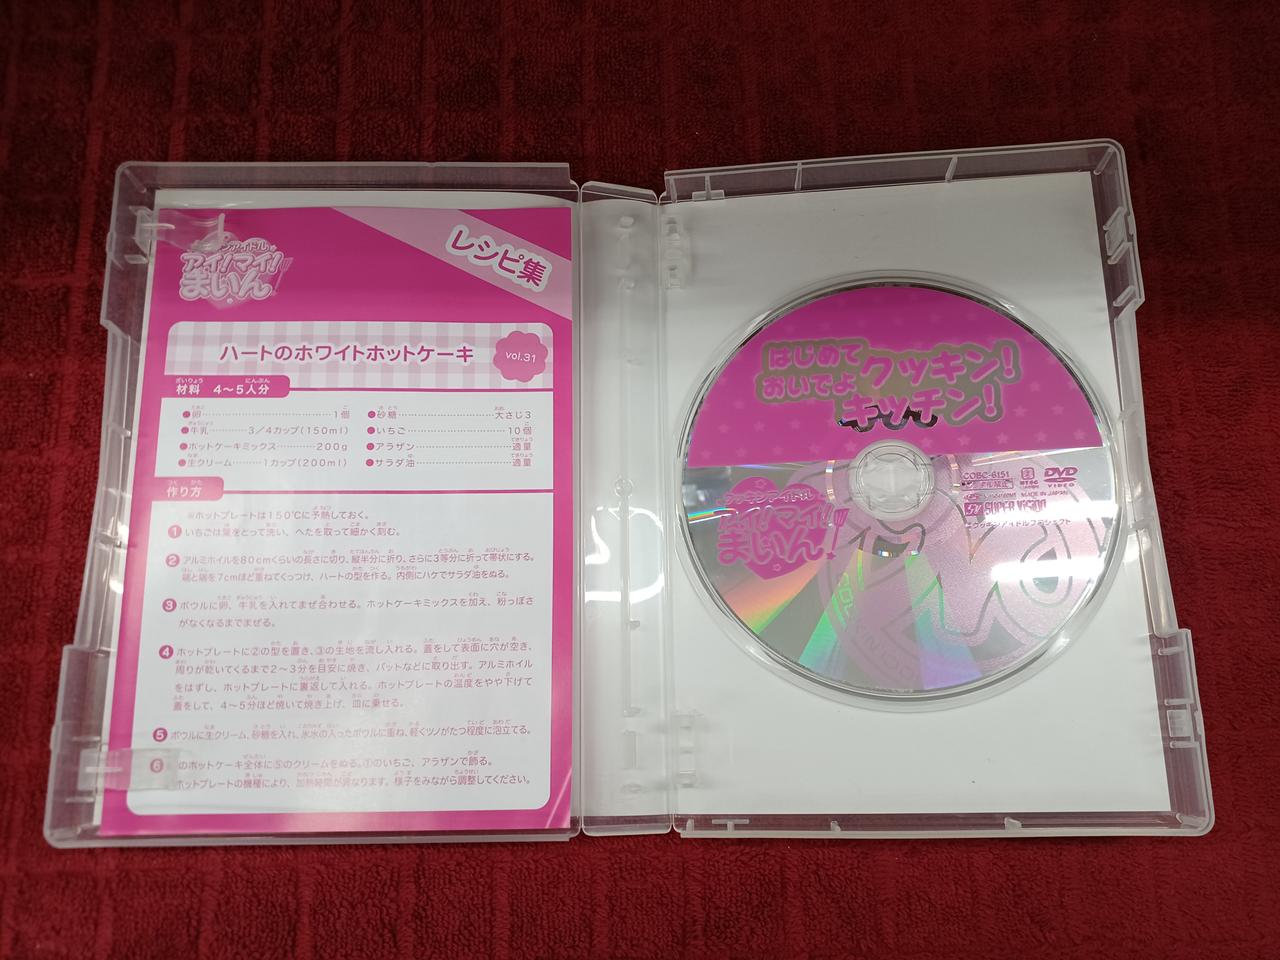 アイドル
アイ!マイ!
まいん!
レシピ集
ハートのホワイトホットケーキ
vol.31
材料 4〜5人分
●卵……1個
●牛乳……3/4カップ(150ml)
●ホットケーキミックス……200g
●生クリーム……1カップ(200ml)
●砂糖……大さじ3
●いちご……10個
●アラザン……適量
●サラダ油……適量
作り方
※ホットプレートは150℃に予熱しておく。
1 いちごは葉をとって洗い、へたを取って細かく刻む。
2 アルミホイルを80cmくらいの長さに切り、縦半分に折り、さらに3等分に折って帯状にする。
端と端を7cmほど重ねてくっつけ、ハートの型を作る。内側にハケでサラダ油をぬる。
3 ボウルに卵、牛乳を入れてまぜ合わせる。ホットケーキミックスを加え、粉っぽさ
がなくなるまでまぜる。
4 ホットプレートに②の型を置き、③の生地を流し入れる。蓋をして表面に穴が空き、
周りが乾いてくるまで2〜3分を目安に焼き、バットなどに取り出す。アルミホイル
をはずし、ホットプレートに裏返して入れる。ホットプレートの温度をやや下げて
蓋をして、4〜5分ほど焼いて焼き上げ、皿に乗せる。
5 ボウルに生クリーム、砂糖を入れ、氷水の入ったボウルに重ね、軽くツノがたつ程度に泡立てる。
6 のホットケーキ全体に⑤のクリームをぬる。①のいちご、アラザンで飾る。
ホットプレートの機種により、加熱時間が異なります。様子をみながら調整してください。
はじめてクッキン!
おいでよキッチン!
クッキンアイドル
アイ!マイ!
まいん!
COBC-6151
DVD
VIDEO
NTSC
MADE IN JAPAN
SUPER VISION
クッキンアイドルプロジェクト